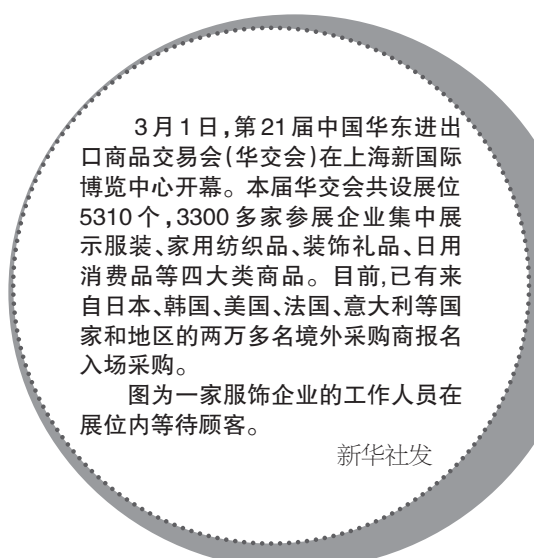 3月1日,第21届中国华东进出
口商品交易会(华交会)在上海新国际
博览中心开幕。本届华交会共设展位
5310个,3300多家参展企业集中展
示服装、家用纺织品、装饰礼品、日用
消费品等四大类商品。目前,已有来
自日本、韩国、美国、法国、意大利等国
家和地区的两万多名境外采购商报名
入场采购。
图为一家服饰企业的工作人员在
展位内等待顾客。
新华社发